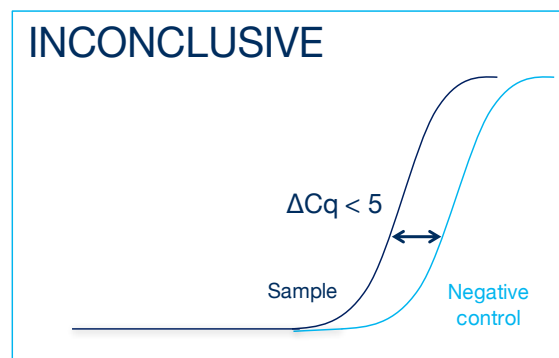 INCONCLUSIVE
ΔCq < 5
Sample
Negative
control